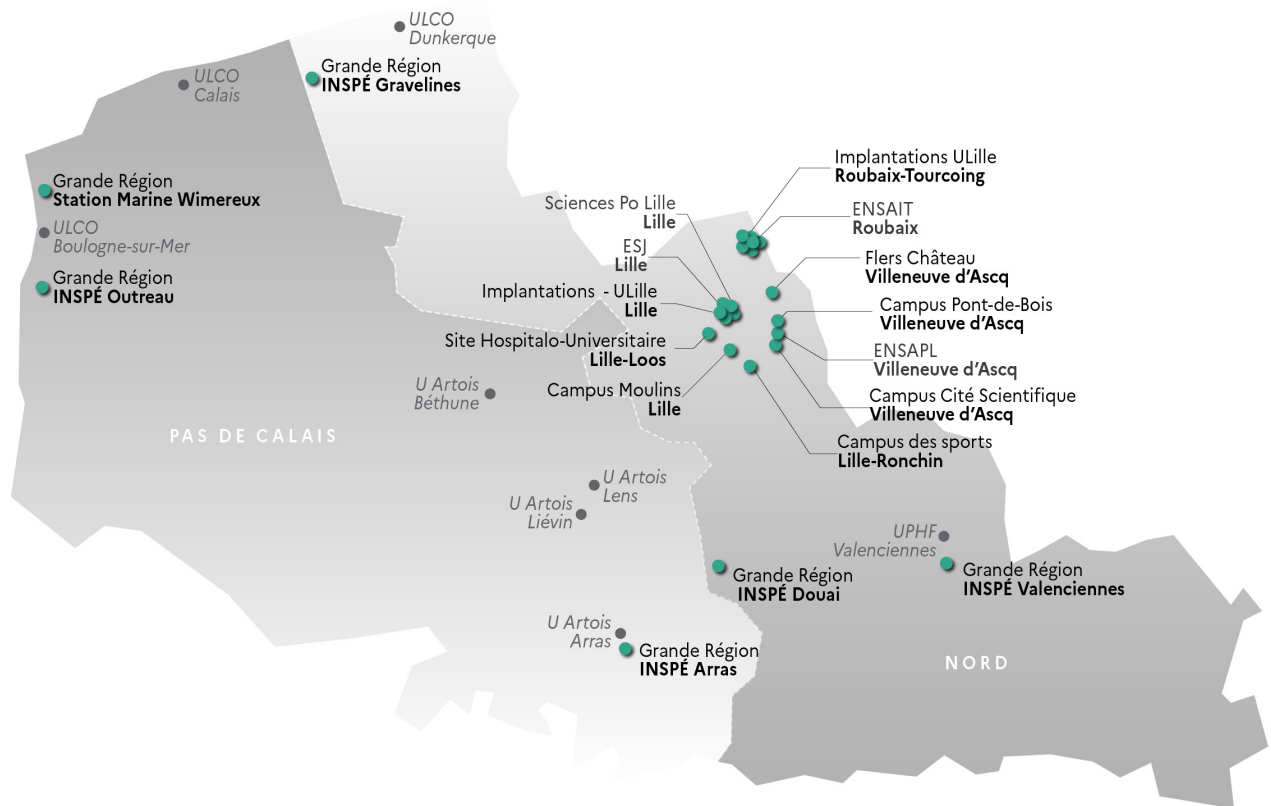 ULCO
Dunkerque
Grande Région
INSPÉ Gravelines
ULCO
Calais
Grande Région
Station Marine Wimereux
ULCO
Boulogne-sur-Mer
Grande Région
INSPÉ Outreau
Implantations ULille
Roubaix-Tourcoing
Sciences Po Lille
Lille
ENSAIT
Roubaix
ESJ
Lille
Flers Château
Villeneuve d'Ascq
Implantations - ULille
Lille
Campus Pont-de-Bois
Villeneuve d'Ascq
Site Hospitalo-Universitaire
Lille-Loos
ENSAPL
Villeneuve d'Ascq
Campus Moulins
Lille
Campus Cité Scientifique
Villeneuve d'Ascq
U Artois
Béthune
PAS DE CALAIS
Campus des sports
Lille-Ronchin
U Artois
Lens
U Artois
Liévin
UPHF
Valenciennes
Grande Région
INSPÉ Douai
Grande Région
INSPÉ Valenciennes
U Artois
Arras
Grande Région
INSPÉ Arras
NORD